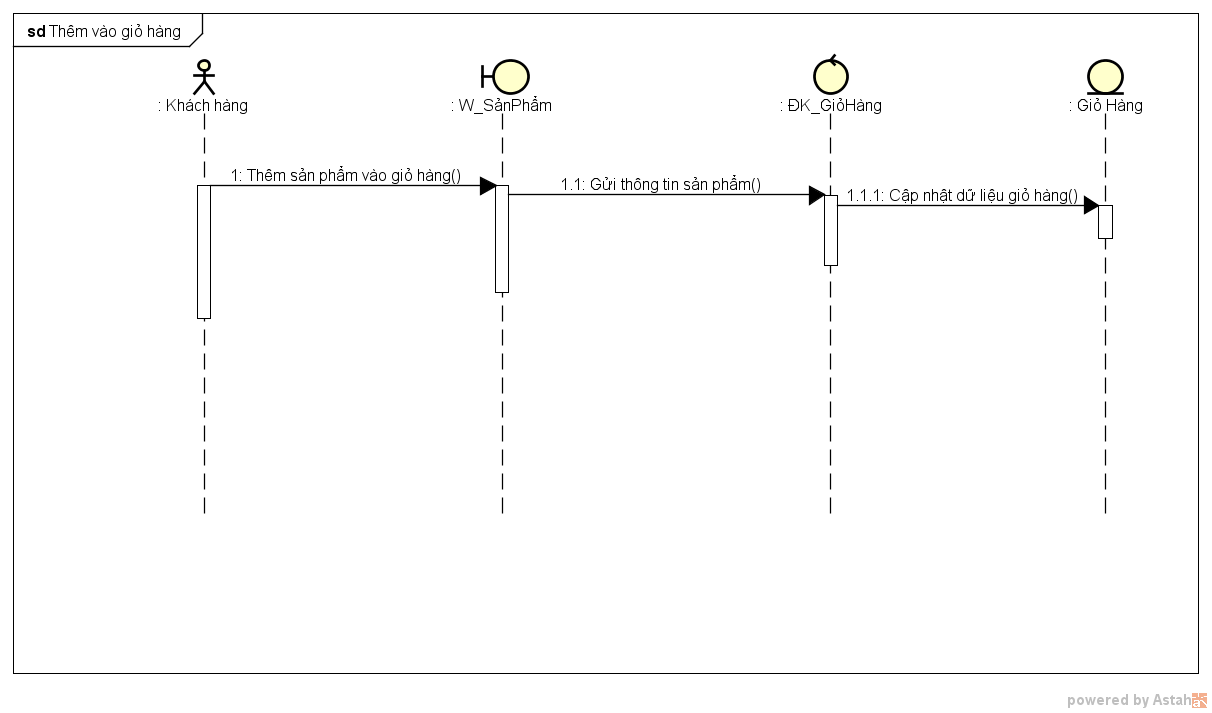 sd Thêm vào giỏ hàng
: Khách hàng
: W_SảnPhẩm
: ĐK_GiỏHàng
: Giỏ Hàng
1: Thêm sản phẩm vào giỏ hàng()
1.1: Gửi thông tin sản phẩm()
1.1.1: Cập nhật dữ liệu giỏ hàng()
powered by Astah